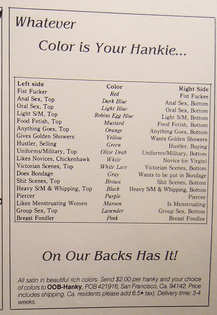 Whatever
Color is Your Hankie...
Left side Color Right Side
Fist Fucker Red Fist Fucker
Anal Sex, Top Dark Blue Anal Sex, Bottom
Oral Sex, Top Light Blue Oral Sex, Bottom
Light S/M, Top Robins Egg Blue Light S/M, Bottom
Food Fetish, Top Mustard Food Fetish, Bottom
Anything Goes, Top Orange Anything Goes, Bottom
Gives Golden Showers Yellow Wants Golden Showers
Hustler, Selling Green Hustler, Buying
Uniforms/Military, Top Olive Drab Uniforms/Military, Bottom
Likes Novices, Chickenhawk White Novice (or Virgin)
Victorian Scenes, Top White Lace Victorian Scenes, Bottom
Does Bondage Grey Wants to be put in Bondage
Shit Scenes, Top Brown Shit Scenes, Bottom
Heavy S/M & Whipping, Top Black Heavy S/M & Whipping, Bottom
Piercer Purple Piercee
Likes Menstruating Women Maroon Is Menstruating
Group Sex, Top Lavender Group Sex, Bottom
Breast Fondler Pink Breast Fondlee
On Our Backs Has It!
All satin in beautiful rich colors. Send $2.00 per hankie and your choice
of colors to OOB-Hanky, POB 421916, San Francisco, Ca. 94142. Price
includes shipping. Ca. residents please add 6.5• tax). Delivery time: 3-4
weeks.